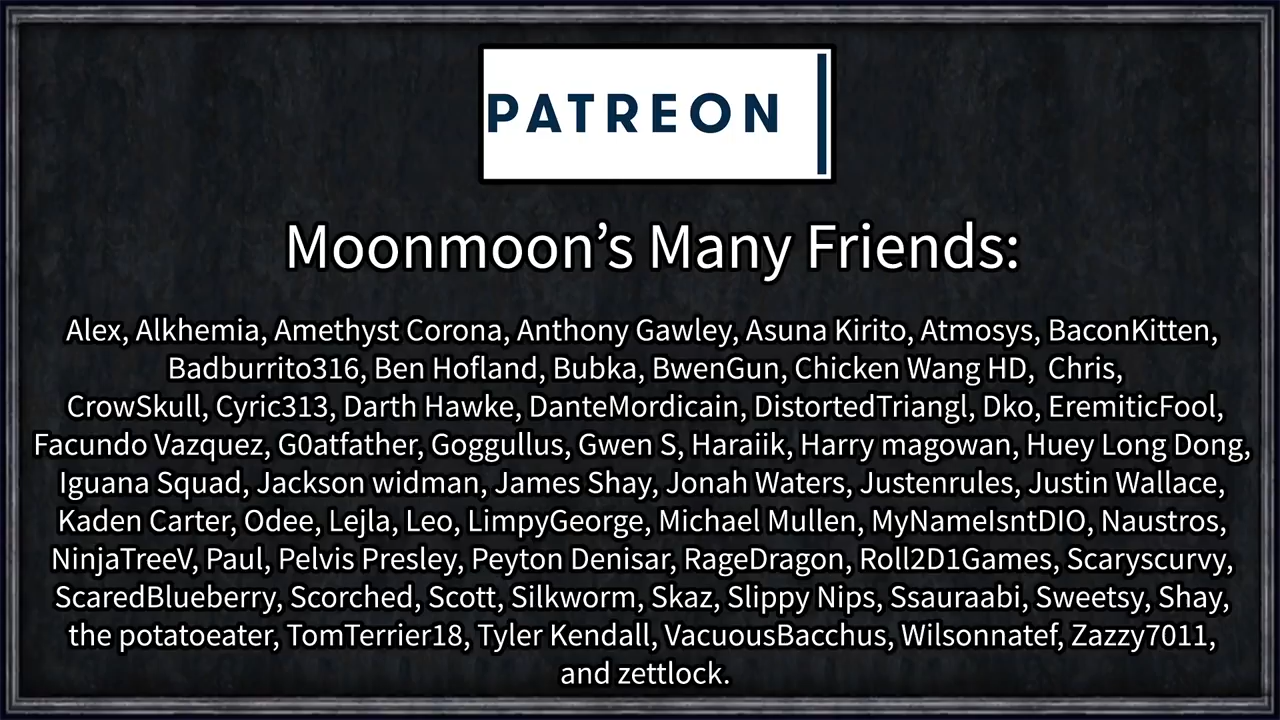 PATREON
Moonmoon’s Many Friends:
Alex, Alkhemia, Amethyst Corona, Anthony Gawley, Asuna Kirito, Atmosys, BaconKitten,
Badburrito316, Ben Hofland, Bubka, BwenGun, Chicken Wang HD,  Chris,
CrowSkull, Cyric313, Darth Hawke, DanteMordicain, DistortedTriangl, Dko, EremiticFool,
Facundo Vazquez, G0atfather, Goggullus, Gwen S, Haraiik, Harry magowan, Huey Long Dong,
Iguana Squad, Jackson widman, James Shay, Jonah Waters, Justenrules, Justin Wallace,
Kaden Carter, Odee, Lejla, Leo, LimpyGeorge, Michael Mullen, MyNameIsntDIO, Naustros,
NinjaTreeV, Paul, Pelvis Presley, Peyton Denisar, RageDragon, Roll2D1Games, Scaryscurvy,
ScaredBlueberry, Scorched, Scott, Silkworm, Skaz, Slippy Nips, Ssauraabi, Sweetsy, Shay,
the potatoeater, TomTerrier18, Tyler Kendall, VacuousBacchus, Wilsonnatef, Zazzy7011,
and zettlock.